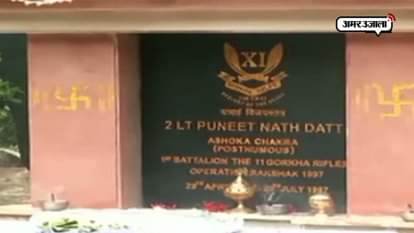 अमर उजाला
XI
2 LT PUNEET NATH DATT
ASHOKA CHAKRA
(POSTHUMOUS)
1ST BATTALION THE 11 GORKHA RIFLES
OPERATION RAKSHAK 1997
JULY 1997